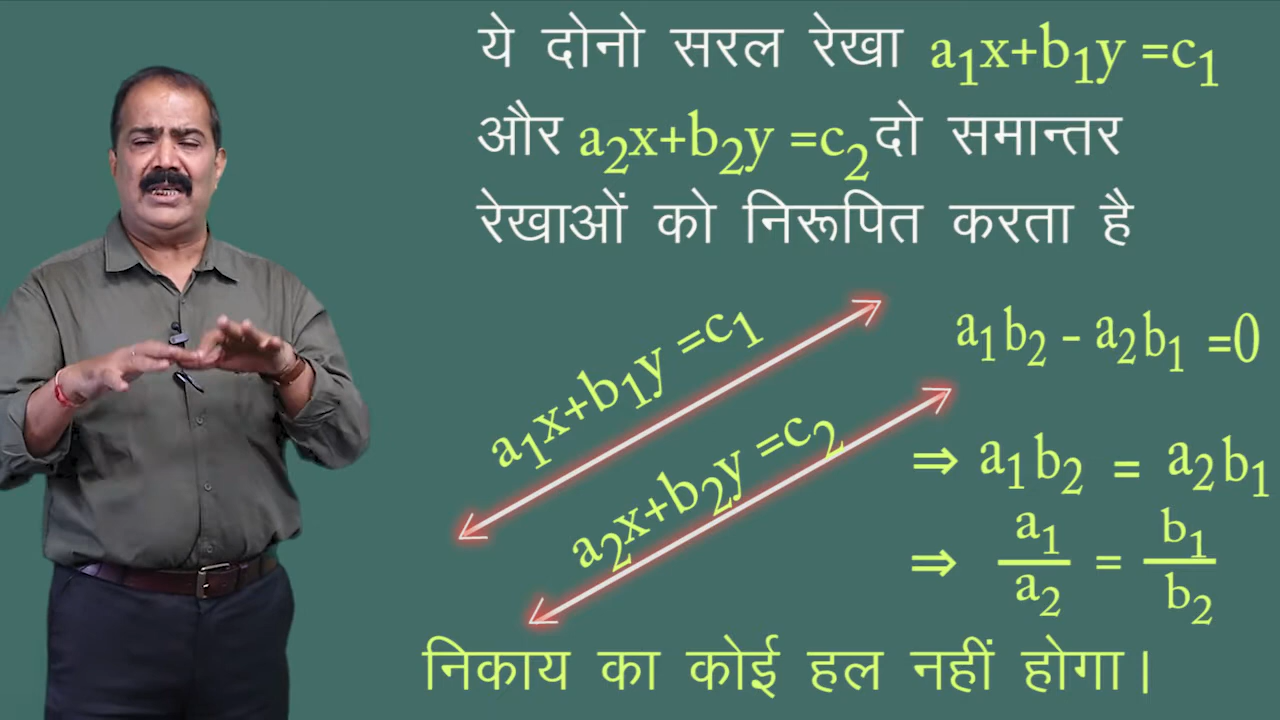 ये दोनो सरल रेखा a₁x+b₁y =c₁
और a₂x+b₂y =c₂ दो समान्तर
रेखाओं को निरूपित करता है
a₁x+b₁y =c₁
a₂x+b₂y =c₂
a₁b₂ - a₂b₁ =0
⇒ a₁b₂ = a₂b₁
⇒ a₁/a₂ = b₁/b₂
निकाय का कोई हल नहीं होगा।